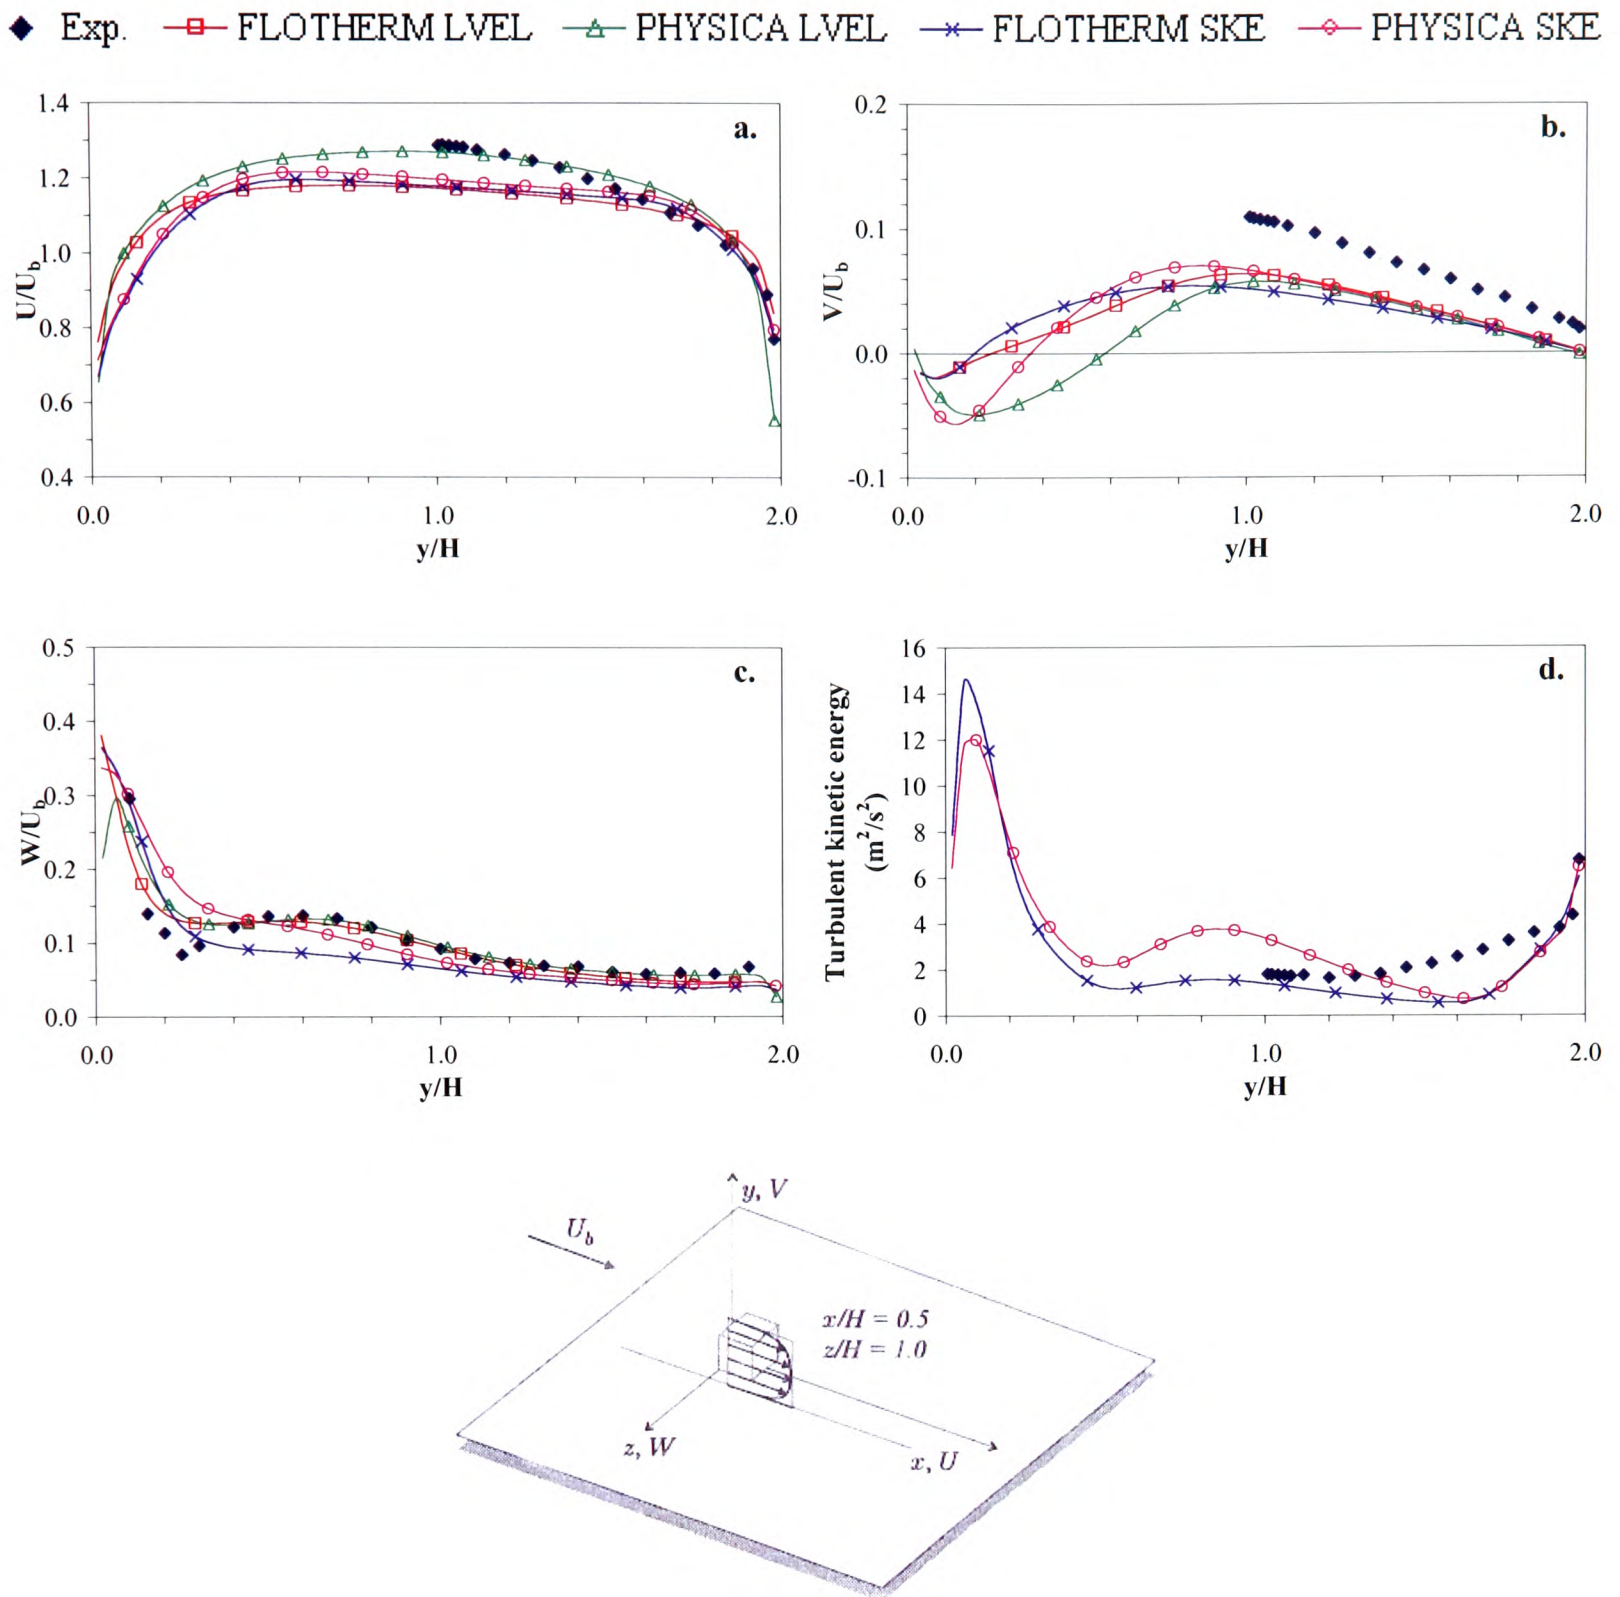 Exp. FLOTHERM LVEL PHYSICA LVEL FLOTHERM SKE PHYSICA SKE
a.
1.4
1.2
1.0
0.8
0.6
0.4
U/U_b
0.0 1.0 2.0
y/H
b.
0.2
0.1
0.0
-0.1
V/U_b
0.0 1.0 2.0
y/H
c.
0.5
0.4
0.3
0.2
0.1
0.0
W/U_b
0.0 1.0 2.0
y/H
d.
16
14
12
10
8
6
4
2
0
Turbulent kinetic energy
(m²/s²)
0.0 1.0 2.0
y/H
y, V
U_b
x/H = 0.5
z/H = 1.0
z, W
x, U